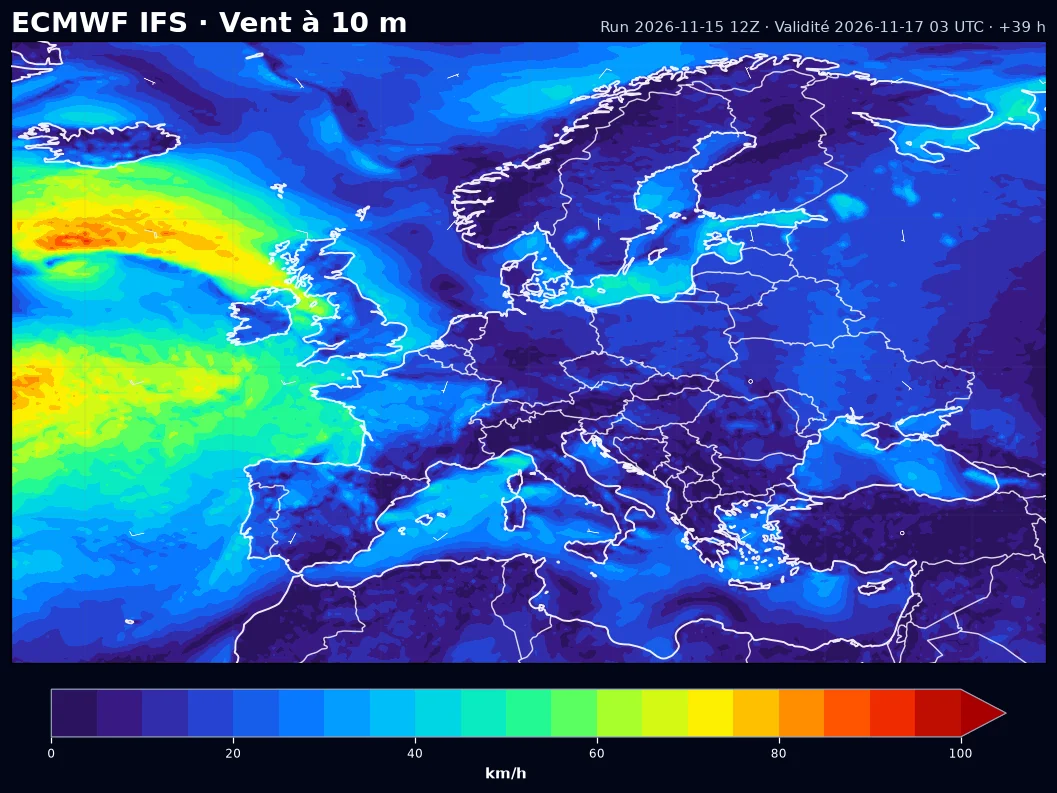 ECMWF IFS · Vent à 10 m
Run 2026-11-15 12Z · Validité 2026-11-17 03 UTC · +39 h
0 20 40 60 80 100
km/h